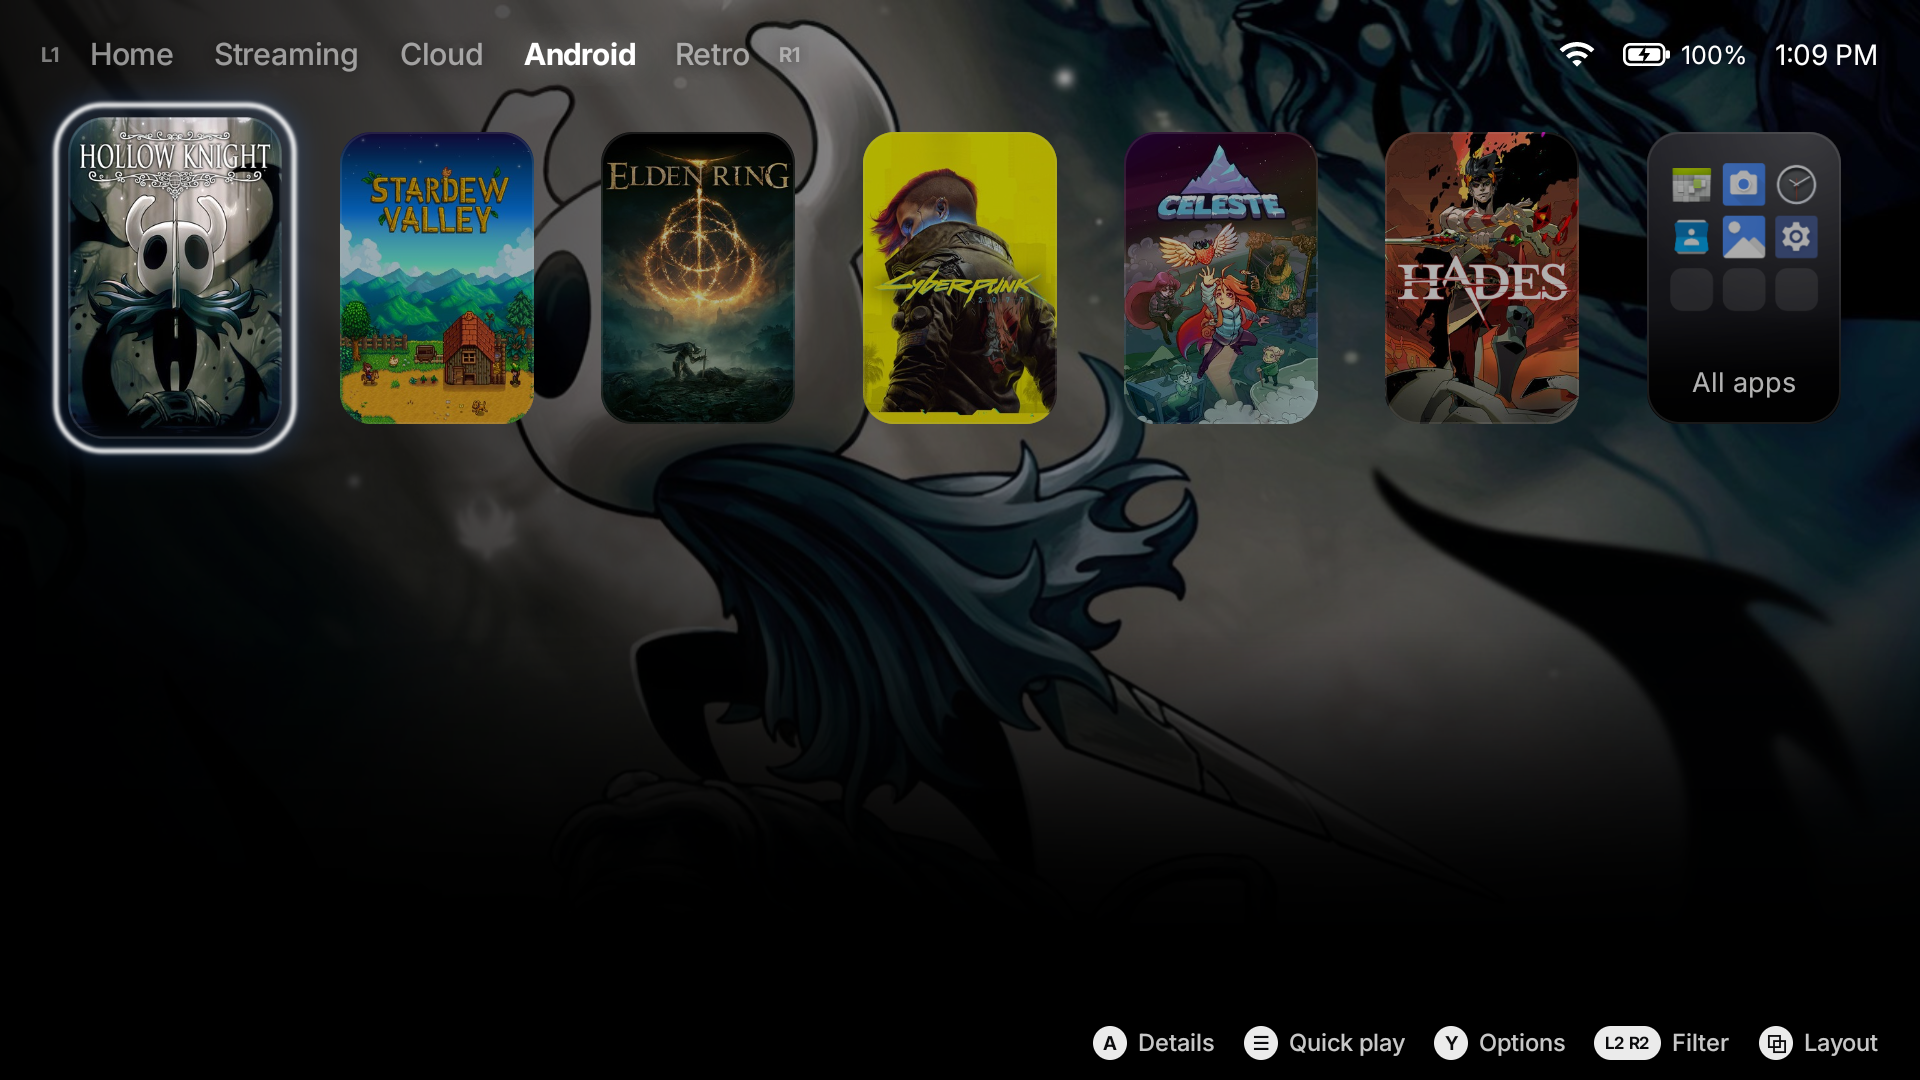 L1 Home Streaming Cloud Android Retro R1 100% 1:09 PM
HOLLOW KNIGHT
STARDEW
VALLEY
ELDEN RING
Cyberpunk
2077
CELESTE
HADES
All apps
A Details Quick play Y Options L2 R2 Filter Layout